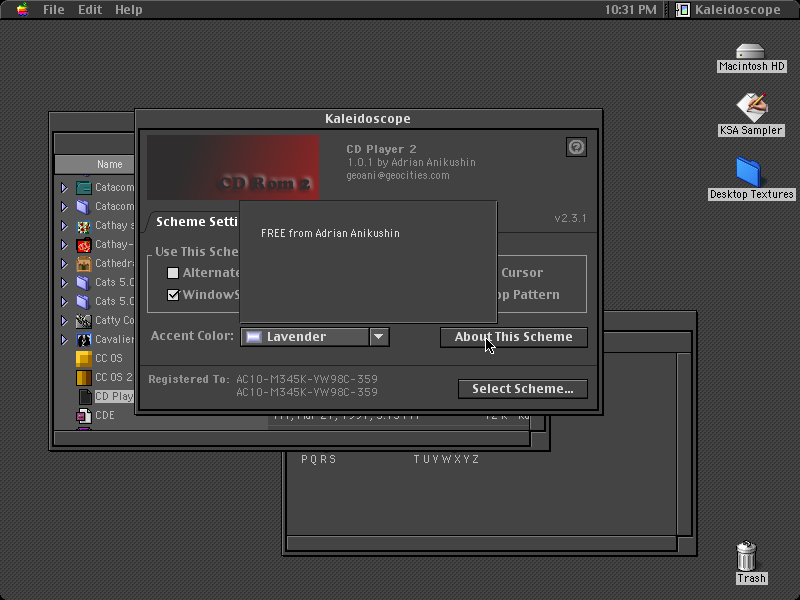 File Edit Help
10:31 PM Kaleidoscope
Macintosh HD
KSA Sampler
Desktop Textures
Trash
Kaleidoscope
CD Rom 2
CD Player 2
1.0.1 by Adrian Anikushin
geoani@geocities.com
v2.3.1
Scheme Setti
FREE from Adrian Anikushin
Use This Sche
Alternate
Cursor
WindowS
op Pattern
Accent Color:
Lavender
About This Scheme
Registered To: AC10-M345K-YW98C-359
AC10-M345K-YW98C-359
Select Scheme...
Name
Catacom
Catacom
Cathay s
Cathay-
Cathedra
Cats 5.0
Cats 5.0
Catty Co
Cavalier
CC OS
CC OS 2
CD Play
CDE
PQRS TUVWXYZ